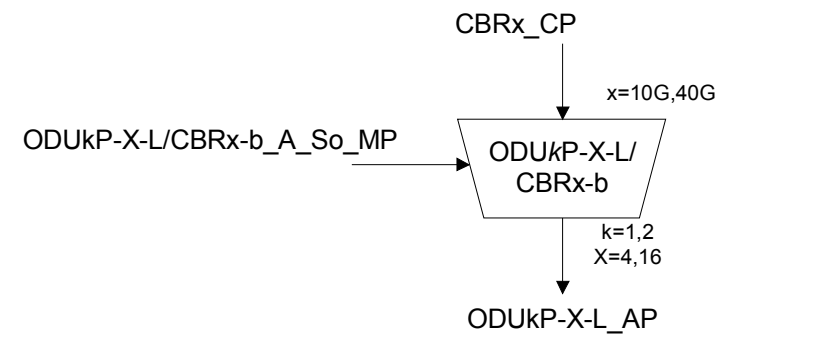 CBRx_CP
x=10G,40G
ODUkP-X-L/CBRx-b_A_So_MP
ODUkP-X-L/
CBRx-b
k=1,2
X=4,16
ODUkP-X-L_AP